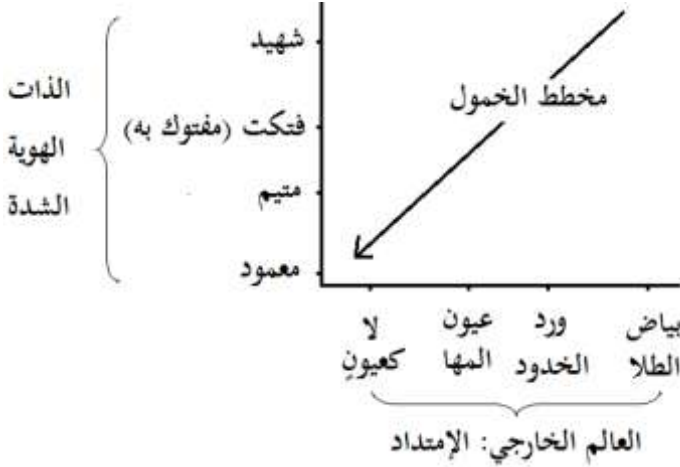 شهيد
فتكت (مفتوك به)
متيم
معمود
الذات
الهوية
الشدة
مخطط الخمول
بياض
الطلا
ورد
الخدود
عيون
المها
لا
كعيونٍ
العالم الخارجي: الإمتداد